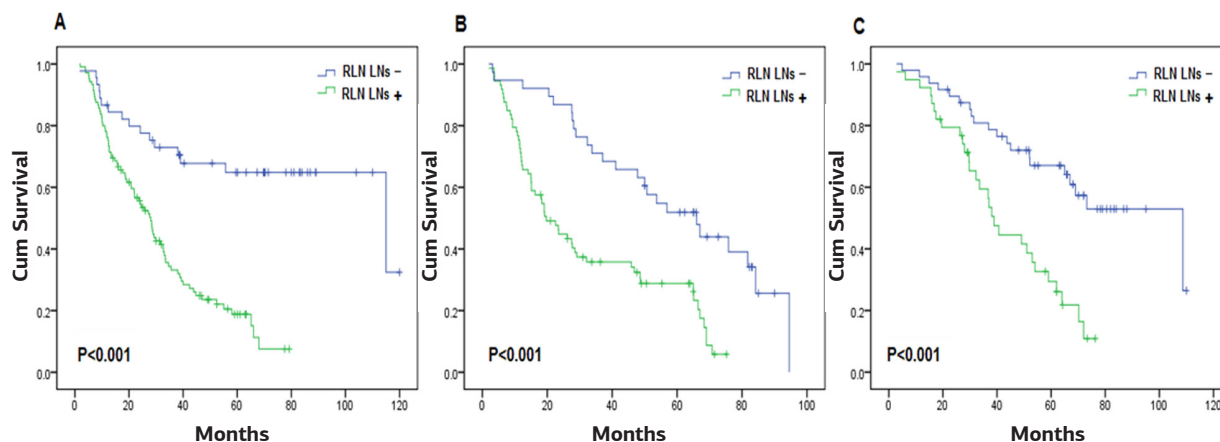 A
RLN LNs –
RLN LNs +
1.0
0.8
0.6
0.4
0.2
0.0
Cum Survival
P<0.001
0 20 40 60 80 100 120
Months
B
RLN LNs –
RLN LNs +
1.0
0.8
0.6
0.4
0.2
0.0
Cum Survival
P<0.001
0 20 40 60 80 100
Months
C
RLN LNs –
RLN LNs +
1.0
0.8
0.6
0.4
0.2
0.0
Cum Survival
P<0.001
0 20 40 60 80 100 120
Months